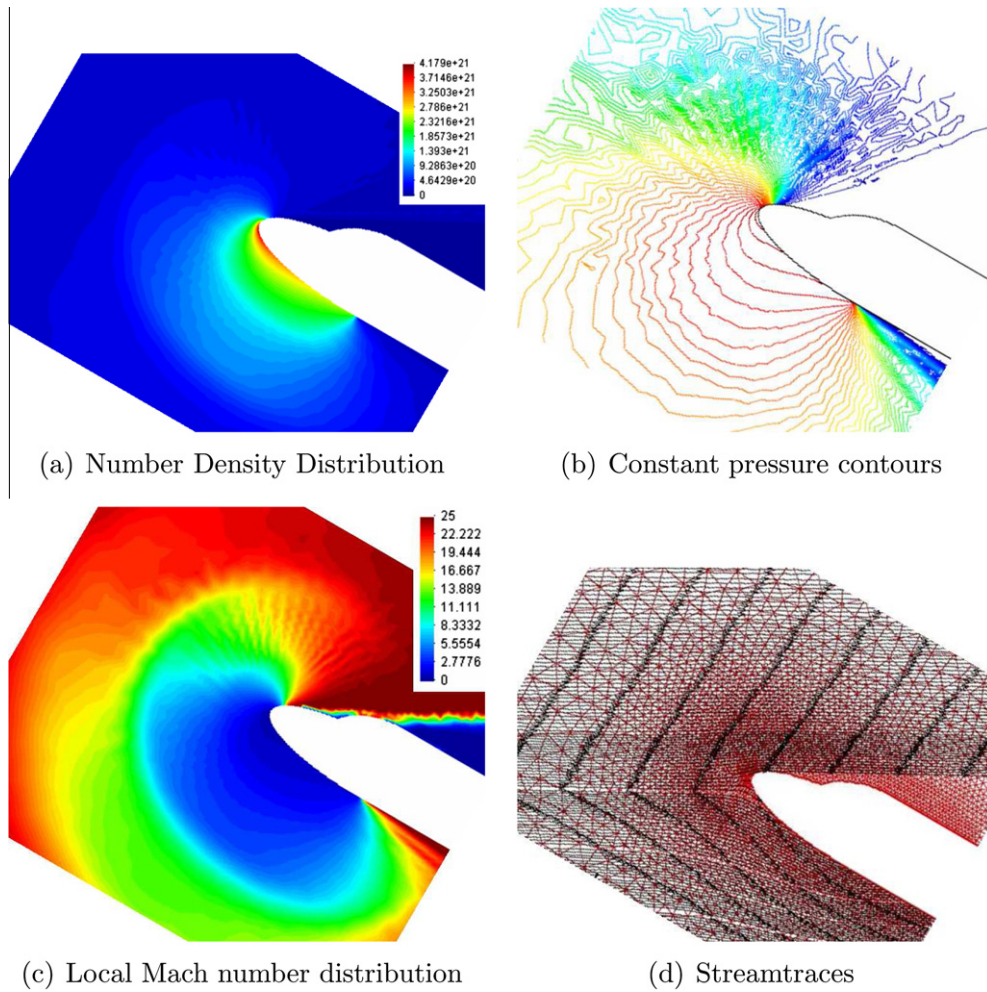 4.179e+21
3.7146e+21
3.2503e+21
2.786e+21
2.3216e+21
1.8573e+21
1.393e+21
9.2863e+20
4.6429e+20
0
(a) Number Density Distribution
(b) Constant pressure contours
25
22.222
19.444
16.667
13.889
11.111
8.3332
5.5554
2.7776
0
(c) Local Mach number distribution
(d) Streamtraces